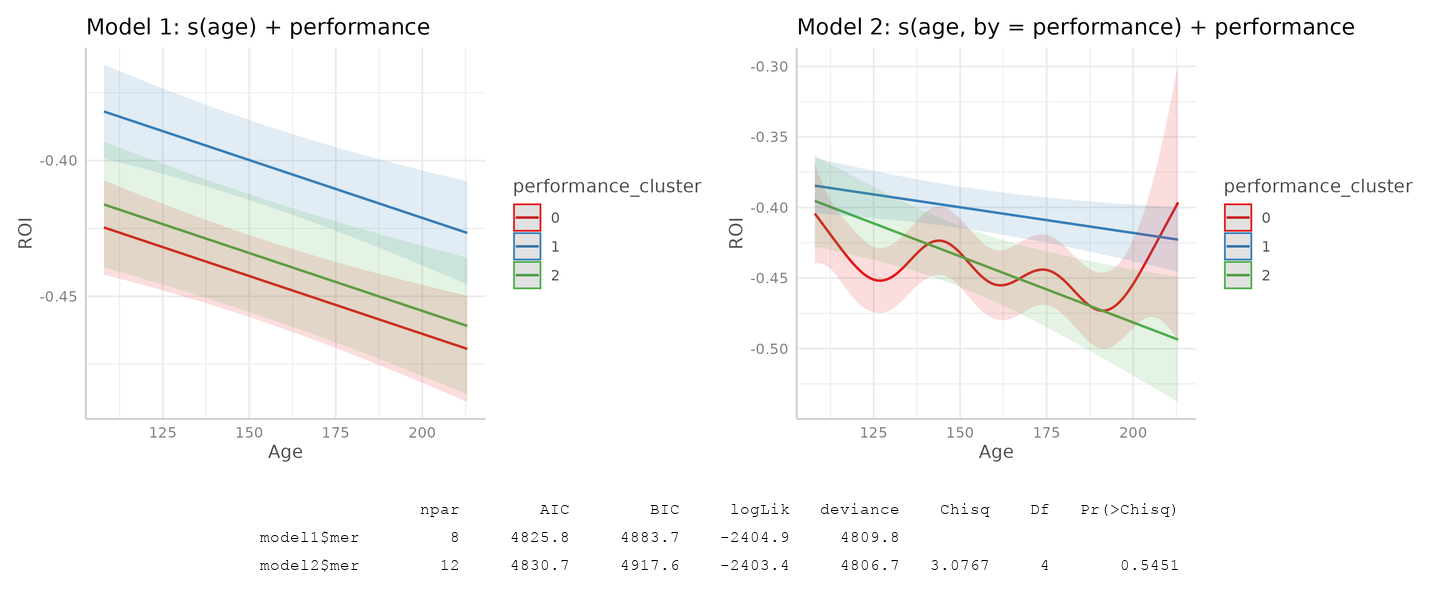 Model 1: s(age) + performance
-0.40
-0.45
125 150 175 200
Age
ROI
performance_cluster
0
1
2
Model 2: s(age, by = performance) + performance
-0.30
-0.35
-0.40
-0.45
-0.50
125 150 175 200
Age
ROI
performance_cluster
0
1
2
npar AIC BIC logLik deviance Chisq Df Pr(>Chisq)
model1$mer 8 4825.8 4883.7 -2404.9 4809.8
model2$mer 12 4830.7 4917.6 -2403.4 4806.7 3.0767 4 0.5451